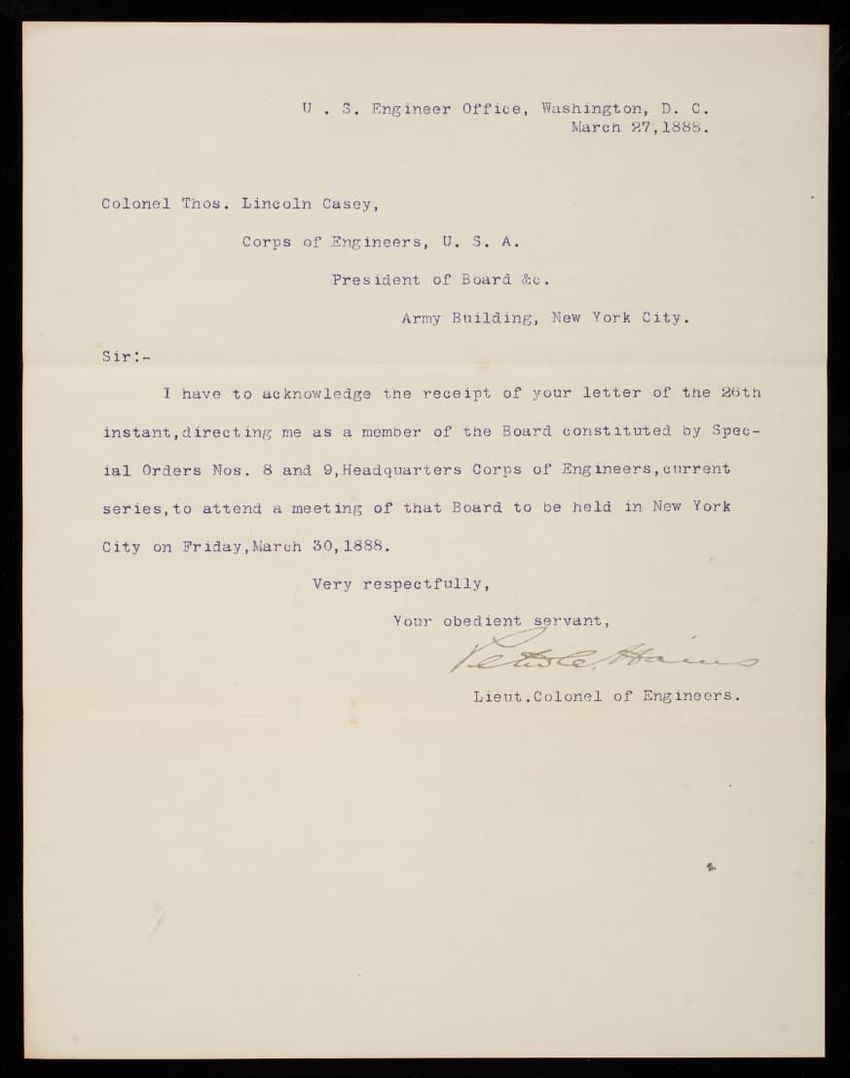 U . S. Engineer Office, Washington, D. C.
March 27,1888.
Colonel Thos. Lincoln Casey,
Corps of Engineers, U. S. A.
President of Board &c.
Army Building, New York City.
Sir:-
I have to acknowledge the receipt of your letter of the 26th
instant,directing me as a member of the Board constituted by Spec-
ial Orders Nos. 8 and 9,Headquarters Corps of Engineers,current
series,to attend a meeting of that Board to be held in New York
City on Friday,March 30,1888.
Very respectfully,
Your obedient servant,
Peter C. Hains
Lieut.Colonel of Engineers.